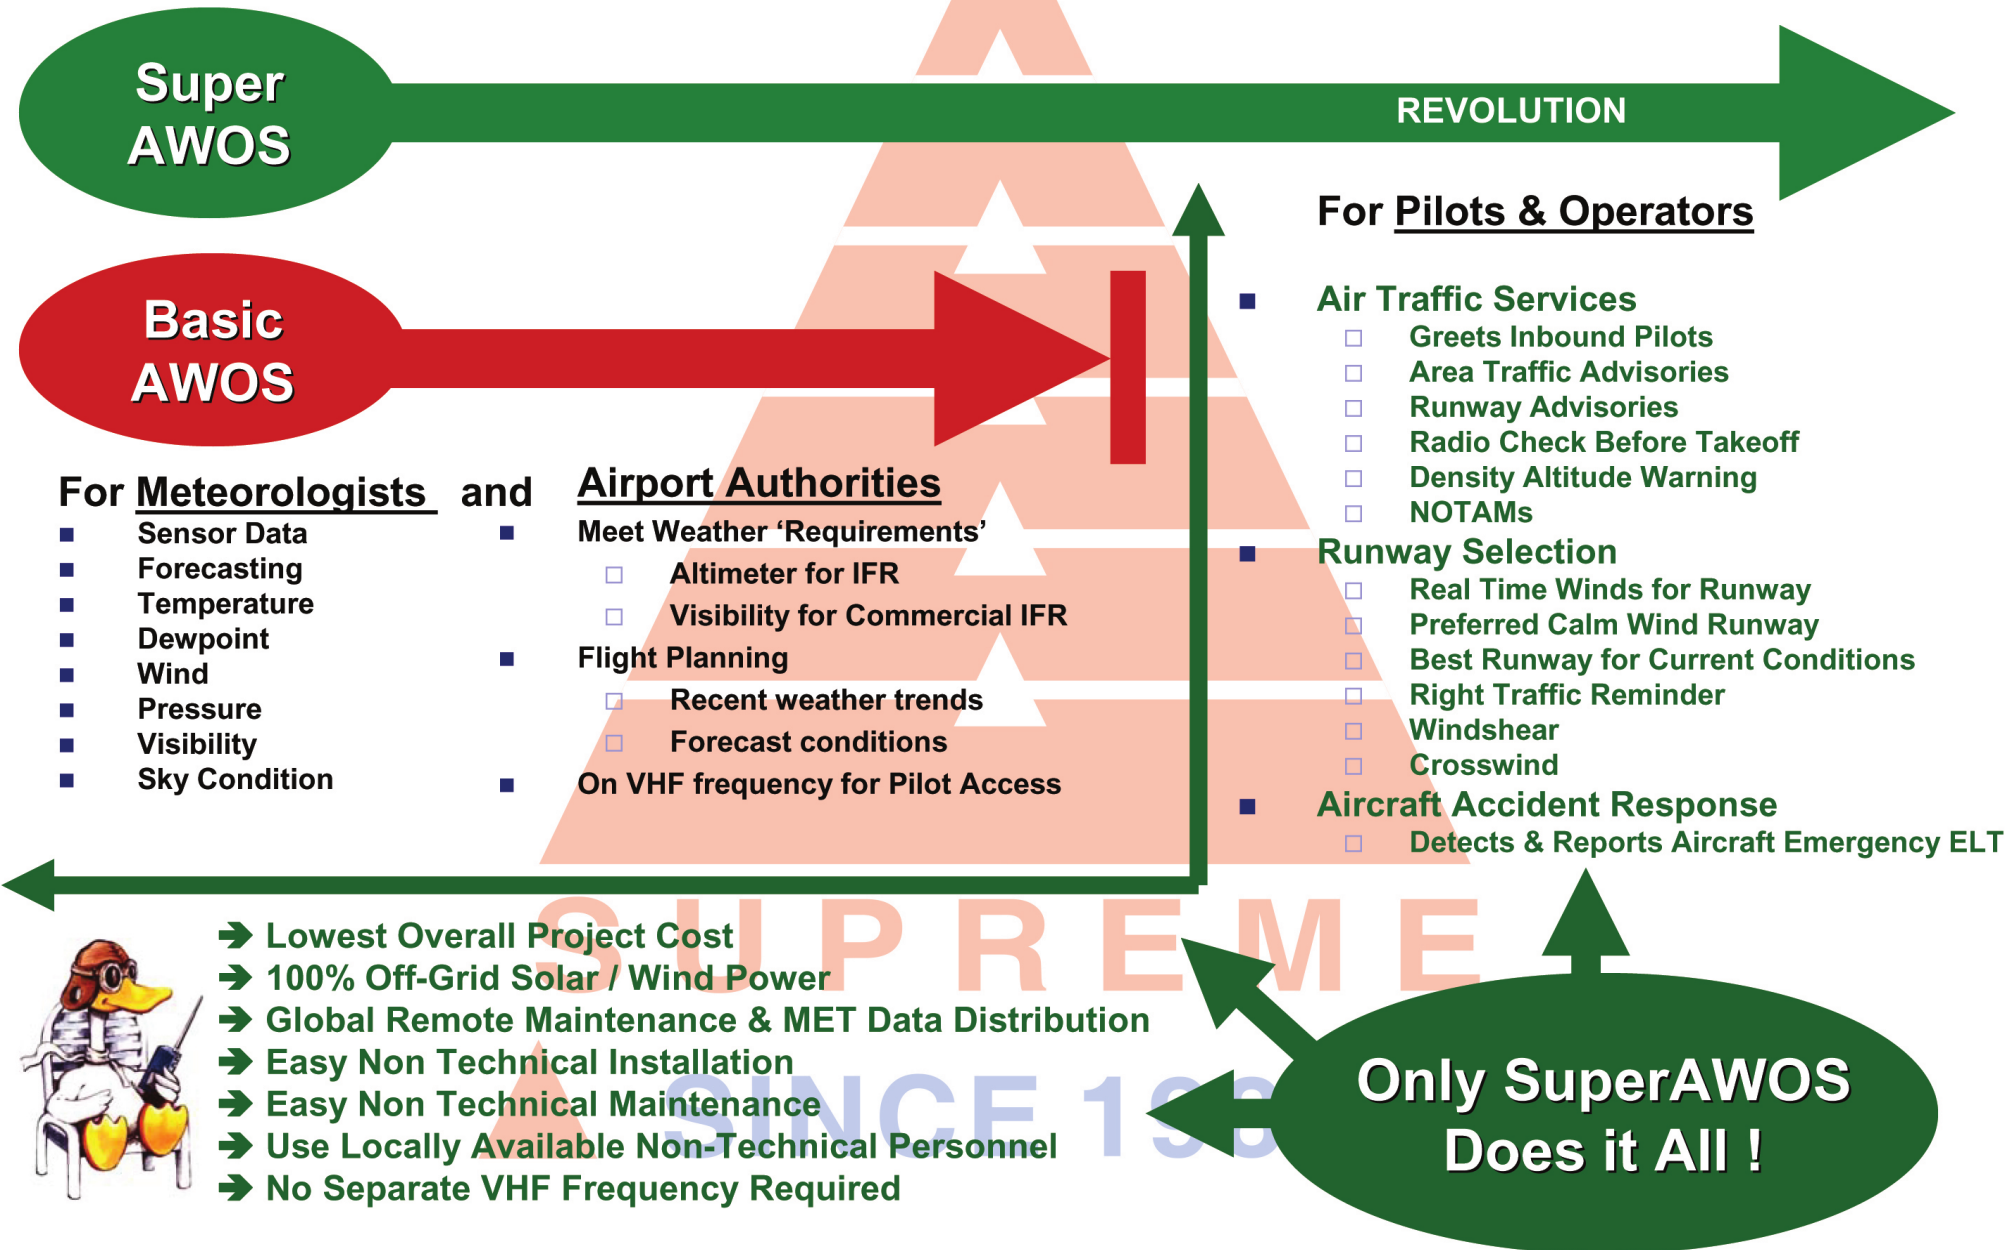 Super
AWOS
REVOLUTION
Basic
AWOS
For Meteorologists and
Sensor Data
Forecasting
Temperature
Dewpoint
Wind
Pressure
Visibility
Sky Condition
Airport Authorities
Meet Weather ‘Requirements’
Altimeter for IFR
Visibility for Commercial IFR
Flight Planning
Recent weather trends
Forecast conditions
On VHF frequency for Pilot Access
For Pilots & Operators
Air Traffic Services
Greets Inbound Pilots
Area Traffic Advisories
Runway Advisories
Radio Check Before Takeoff
Density Altitude Warning
NOTAMs
Runway Selection
Real Time Winds for Runway
Preferred Calm Wind Runway
Best Runway for Current Conditions
Right Traffic Reminder
Windshear
Crosswind
Aircraft Accident Response
Detects & Reports Aircraft Emergency ELT
SUPREME
SINCE
➔ Lowest Overall Project Cost
➔ 100% Off-Grid Solar / Wind Power
➔ Global Remote Maintenance & MET Data Distribution
➔ Easy Non Technical Installation
➔ Easy Non Technical Maintenance
➔ Use Locally Available Non-Technical Personnel
➔ No Separate VHF Frequency Required
Only SuperAWOS
Does it All !